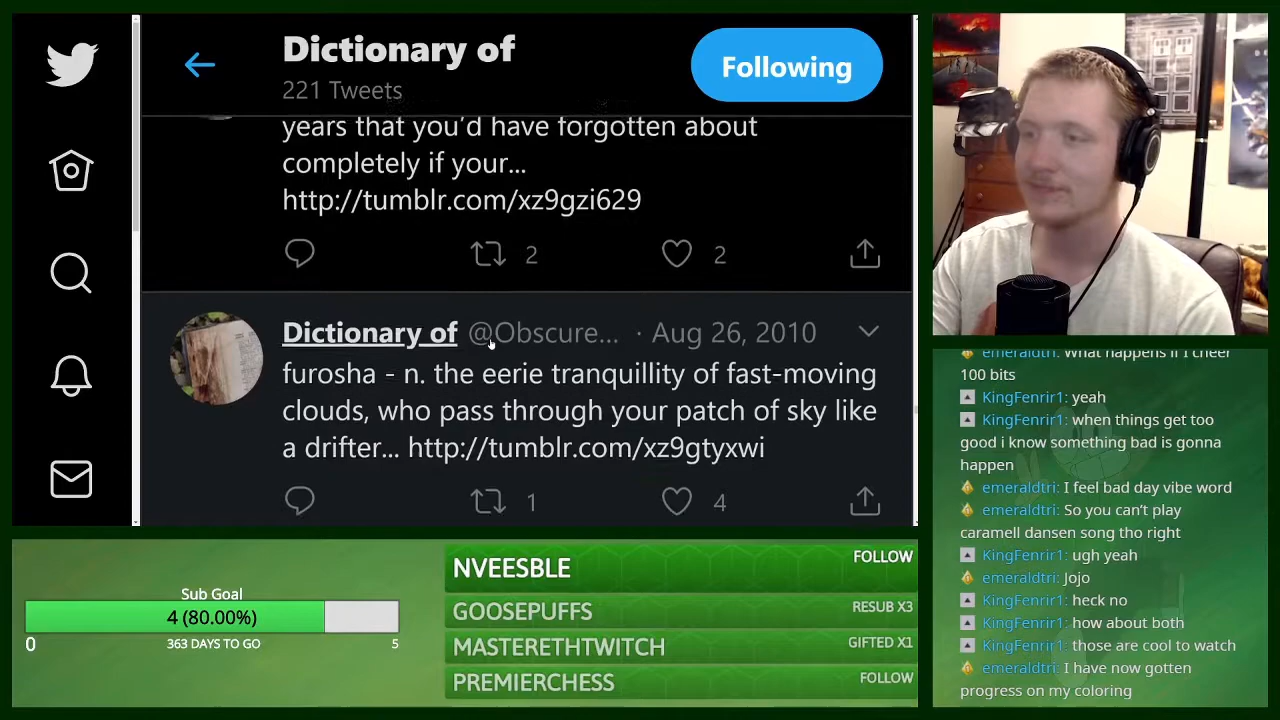 Dictionary of
221 Tweets
Following
years that you'd have forgotten about
completely if your...
http://tumblr.com/xz9gzi629
2
2
Dictionary of @Obscure... · Aug 26, 2010
furosha - n. the eerie tranquillity of fast-moving
clouds, who pass through your patch of sky like
a drifter... http://tumblr.com/xz9gtyxwi
1
4
emeraldtri: What happens if I cheer
100 bits
KingFenrir1: yeah
KingFenrir1: when things get too
good i know something bad is gonna
happen
emeraldtri: I feel bad day vibe word
emeraldtri: So you can't play
caramell dansen song tho right
KingFenrir1: ugh yeah
emeraldtri: Jojo
KingFenrir1: heck no
KingFenrir1: how about both
KingFenrir1: those are cool to watch
emeraldtri: I have now gotten
progress on my coloring
Sub Goal
4 (80.00%)
0
363 DAYS TO GO
5
NVEESBLE
FOLLOW
GOOSEPUFFS
RESUB X3
MASTERETHTWITCH
GIFTED X1
PREMIERCHESS
FOLLOW